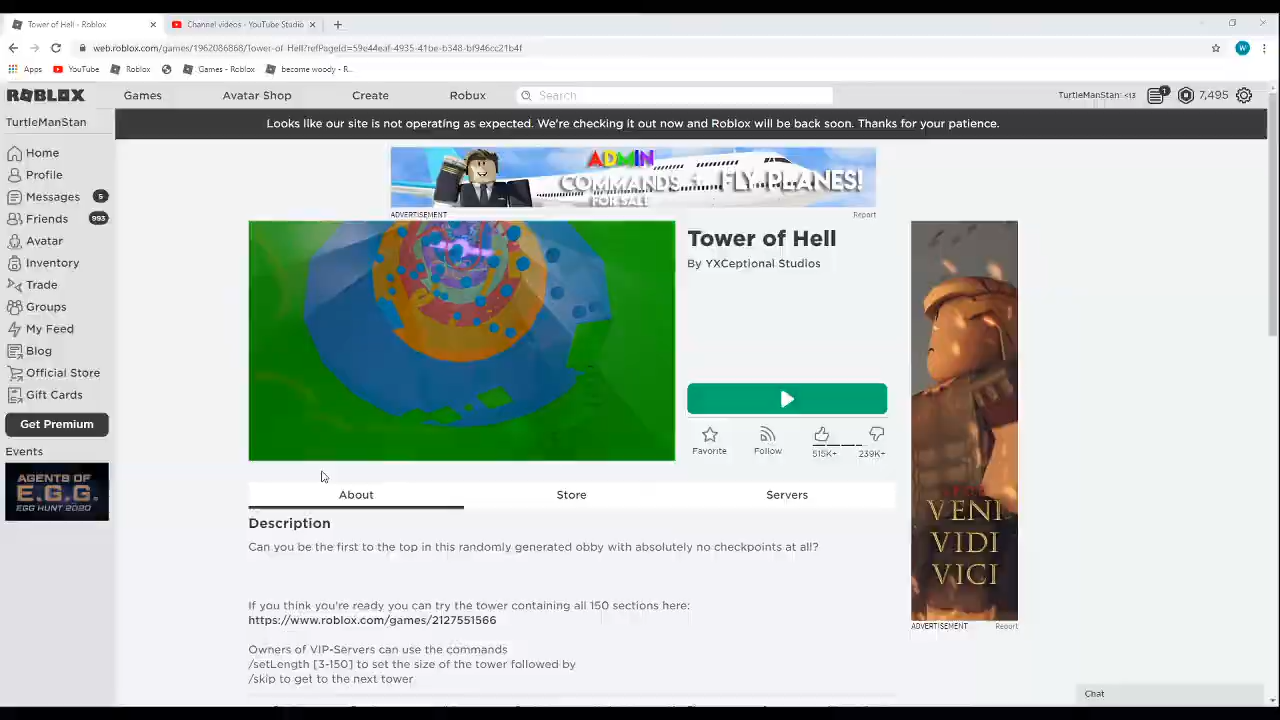 Tower of Hell - Roblox
Channel videos - YouTube Studio
web.roblox.com/games/1962086868/Tower-of-Hell?refPageId=59e44eaf-4935-41be-b348-bf946cc21b4f
W
Apps YouTube Roblox Games - Roblox become woody - R...
ROBLOX Games Avatar Shop Create Robux Search TurtleManStan: <13 1 7,495
TurtleManStan
Looks like our site is not operating as expected. We're checking it out now and Roblox will be back soon. Thanks for your patience.
Home
Profile
Messages 5
Friends 993
Avatar
Inventory
Trade
Groups
My Feed
Blog
Official Store
Gift Cards
Get Premium
Events
AGENTS OF
E.G.G.
EGG HUNT 2020
ADMIN
COMMANDS + FLY PLANES!
FOR SALE
ADVERTISEMENT Report
Tower of Hell
By YXCeptional Studios
Favorite Follow 515K+ 239K+
About Store Servers
Description
Can you be the first to the top in this randomly generated obby with absolutely no checkpoints at all?
If you think you're ready you can try the tower containing all 150 sections here:
https://www.roblox.com/games/2127551566
Owners of VIP-Servers can use the commands
/setLength [3-150] to set the size of the tower followed by
/skip to get to the next tower
VENI
VIDI
VICI
ADVERTISEMENT Report
Chat